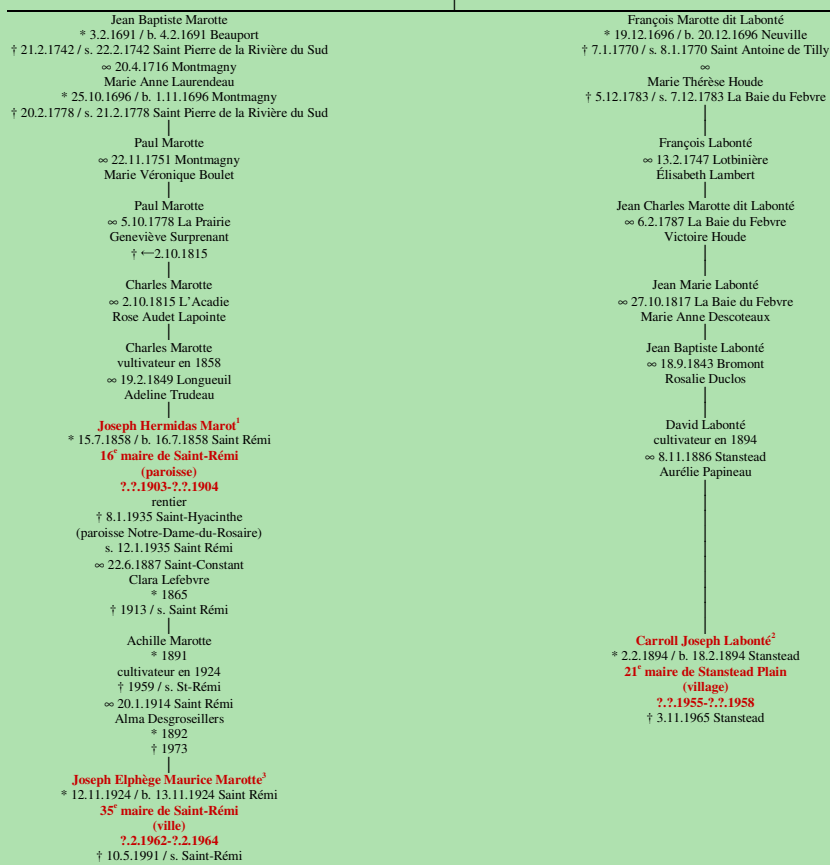 Jean Baptiste Marotte
* 3.2.1691 / b. 4.2.1691 Beauport
† 21.2.1742 / s. 22.2.1742 Saint Pierre de la Rivière du Sud
∞ 20.4.1716 Montmagny
Marie Anne Laurendeau
* 25.10.1696 / b. 1.11.1696 Montmagny
† 20.2.1778 / s. 21.2.1778 Saint Pierre de la Rivière du Sud
Paul Marotte
∞ 22.11.1751 Montmagny
Marie Véronique Boulet
Paul Marotte
∞ 5.10.1778 La Prairie
Geneviève Surprenant
† ←2.10.1815
Charles Marotte
∞ 2.10.1815 L'Acadie
Rose Audet Lapointe
Charles Marotte
vultivateur en 1858
∞ 19.2.1849 Longueuil
Adeline Trudeau
Joseph Hermidas Marot¹
* 15.7.1858 / b. 16.7.1858 Saint Rémi
16ᵉ maire de Saint-Rémi
(paroisse)
?.?.1903-?.?.1904
rentier
† 8.1.1935 Saint-Hyacinthe
(paroisse Notre-Dame-du-Rosaire)
s. 12.1.1935 Saint Rémi
∞ 22.6.1887 Saint-Constant
Clara Lefebvre
* 1865
† 1913 / s. Saint Rémi
Achille Marotte
* 1891
cultivateur en 1924
† 1959 / s. St-Rémi
∞ 20.1.1914 Saint Rémi
Alma Desgroseillers
* 1892
† 1973
Joseph Elphège Maurice Marotte³
* 12.11.1924 / b. 13.11.1924 Saint Rémi
35ᵉ maire de Saint-Rémi
(ville)
?.2.1962-?.2.1964
† 10.5.1991 / s. Saint-Rémi
François Marotte dit Labonté
* 19.12.1696 / b. 20.12.1696 Neuville
† 7.1.1770 / s. 8.1.1770 Saint Antoine de Tilly
∞
Marie Thérèse Houde
† 5.12.1783 / s. 7.12.1783 La Baie du Febvre
François Labonté
∞ 13.2.1747 Lotbinière
Élisabeth Lambert
Jean Charles Marotte dit Labonté
∞ 6.2.1787 La Baie du Febvre
Victoire Houde
Jean Marie Labonté
∞ 27.10.1817 La Baie du Febvre
Marie Anne Descoteaux
Jean Baptiste Labonté
∞ 18.9.1843 Bromont
Rosalie Duclos
David Labonté
cultivateur en 1894
∞ 8.11.1886 Stanstead
Aurélie Papineau
Carroll Joseph Labonté²
* 2.2.1894 / b. 18.2.1894 Stanstead
21ᵉ maire de Stanstead Plain
(village)
?.?.1955-?.?.1958
† 3.11.1965 Stanstead